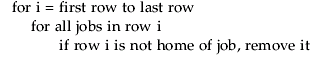 for i = first row to last row
for all jobs in row i
if row i is not home of job, remove it